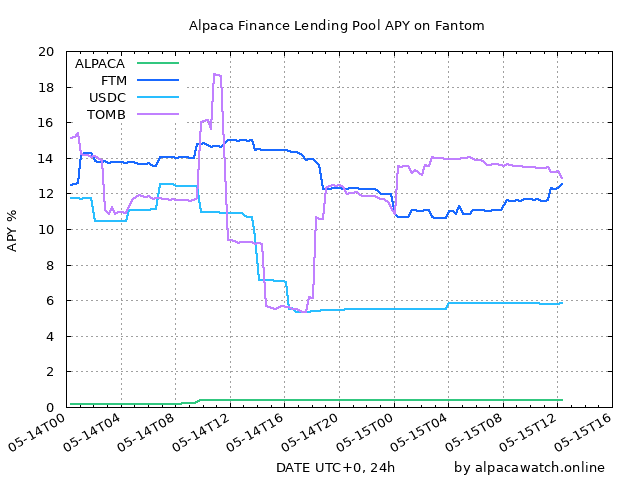 Alpaca Finance Lending Pool APY on Fantom
20
18
16
14
12
10
8
6
4
2
0
APY %
ALPACA
FTM
USDC
TOMB
05-14T00
05-14T04
05-14T08
05-14T12
05-14T16
05-14T20
05-15T00
05-15T04
05-15T08
05-15T12
05-15T16
DATE UTC+0, 24h
by alpacawatch.online